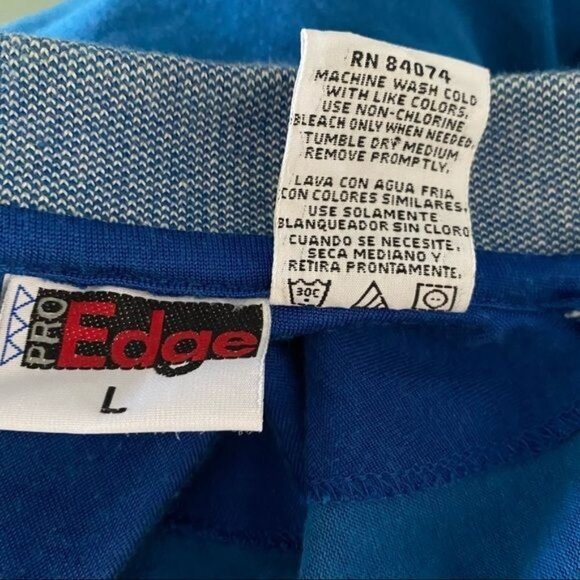 RN 84074
MACHINE WASH COLD
WITH LIKE COLORS.
USE NON-CHLORINE
BLEACH ONLY WHEN NEEDED.
TUMBLE DRY MEDIUM
REMOVE PROMPTLY.
LAVA CON AGUA FRIA
CON COLORES SIMILARES.
USE SOLAMENTE
BLANQUEADOR SIN CLORO
CUANDO SE NECESITE.
SECA MEDIANO Y
RETIRA PRONTAMENTE.
30C
PRO Edge
L